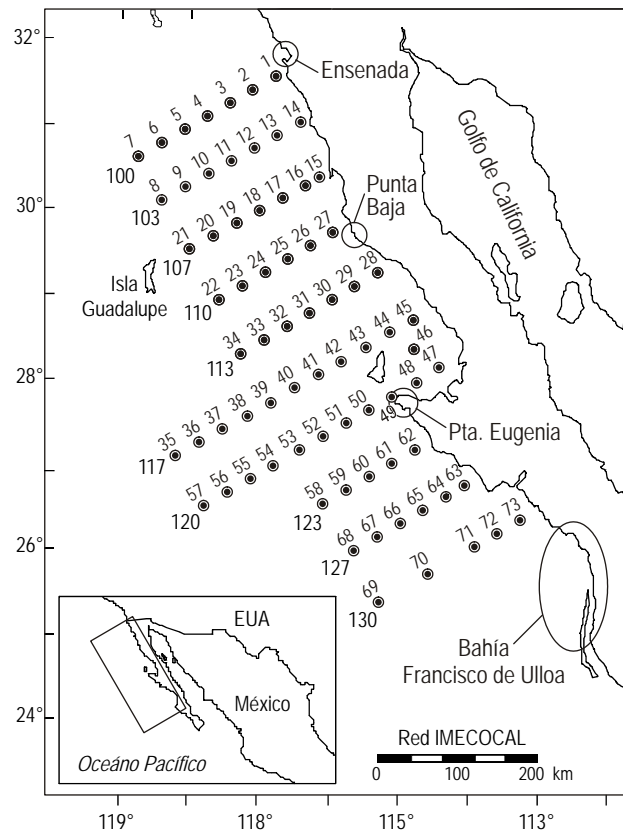 32°
30°
28°
26°
24°
119°
118°
115°
113°
Ensenada
Punta
Baja
Golfo de California
Isla
Guadalupe
Pta. Eugenia
Bahía
Francisco de Ulloa
7 6 5 4 3 2 1
100
8 9 10 11 12 13 14
103
21 20 19 18 17 16 15
107
22 23 24 25 26 27
110
34 33 32 31 30 29 28
113
35 36 37 38 39 40 41 42 43 44 45
117
46
47
48
49
57 56 55 54 53 52 51 50
120
58 59 60 61 62
123
68 67 66 65 64 63
127
69 70 71 72 73
130
EUA
México
Oceáno Pacífico
Red IMECOCAL
0 100 200 km